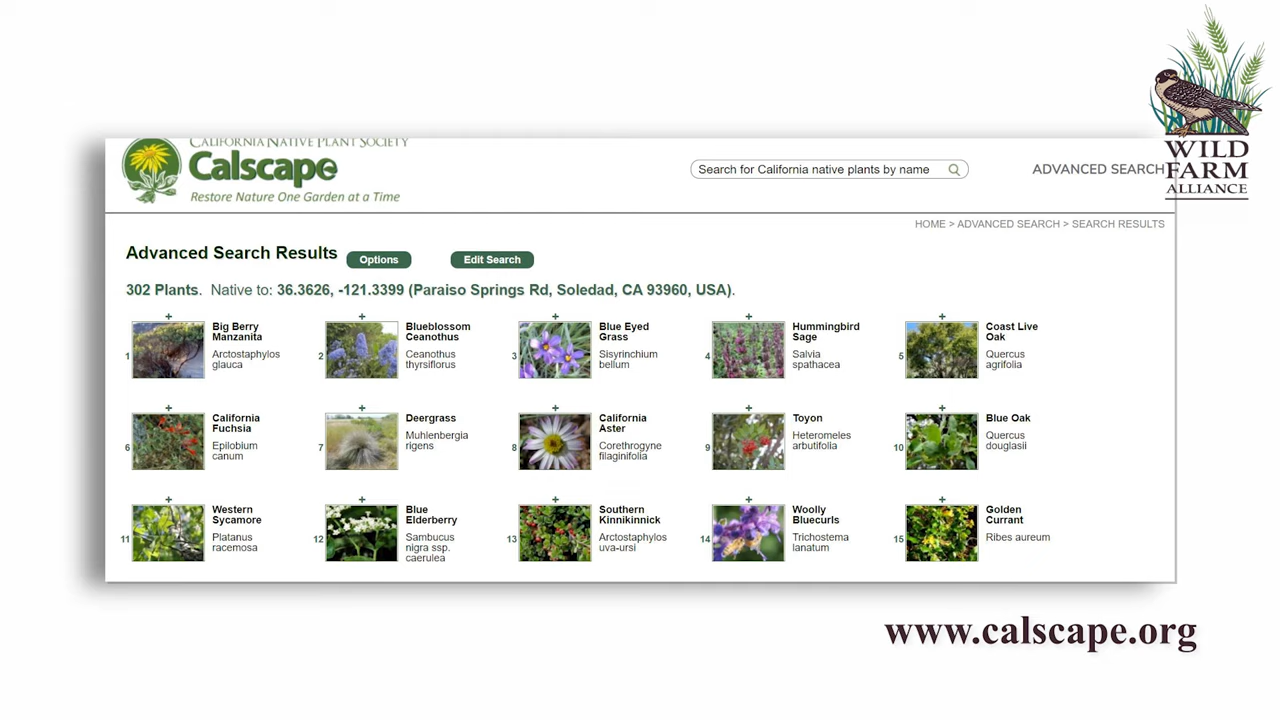 CALIFORNIA NATIVE PLANT SOCIETY
Calscape
Restore Nature One Garden at a Time
Search for California native plants by name
ADVANCED SEARCH
WILD
FARM
ALLIANCE
HOME > ADVANCED SEARCH > SEARCH RESULTS
Advanced Search Results
Options
Edit Search
302 Plants. Native to: 36.3626, -121.3399 (Paraiso Springs Rd, Soledad, CA 93960, USA).
+
1
Big Berry
Manzanita
Arctostaphylos
glauca
+
2
Blueblossom
Ceanothus
Ceanothus
thyrsiflorus
+
3
Blue Eyed
Grass
Sisyrinchium
bellum
+
4
Hummingbird
Sage
Salvia
spathacea
+
5
Coast Live
Oak
Quercus
agrifolia
+
6
California
Fuchsia
Epilobium
canum
+
7
Deergrass
Muhlenbergia
rigens
+
8
California
Aster
Corethrogyne
filaginifolia
+
9
Toyon
Heteromeles
arbutifolia
+
10
Blue Oak
Quercus
douglasii
+
11
Western
Sycamore
Platanus
racemosa
+
12
Blue
Elderberry
Sambucus
nigra ssp.
caerulea
+
13
Southern
Kinnikinnick
Arctostaphylos
uva-ursi
+
14
Woolly
Bluecurls
Trichostema
lanatum
+
15
Golden
Currant
Ribes aureum
www.calscape.org